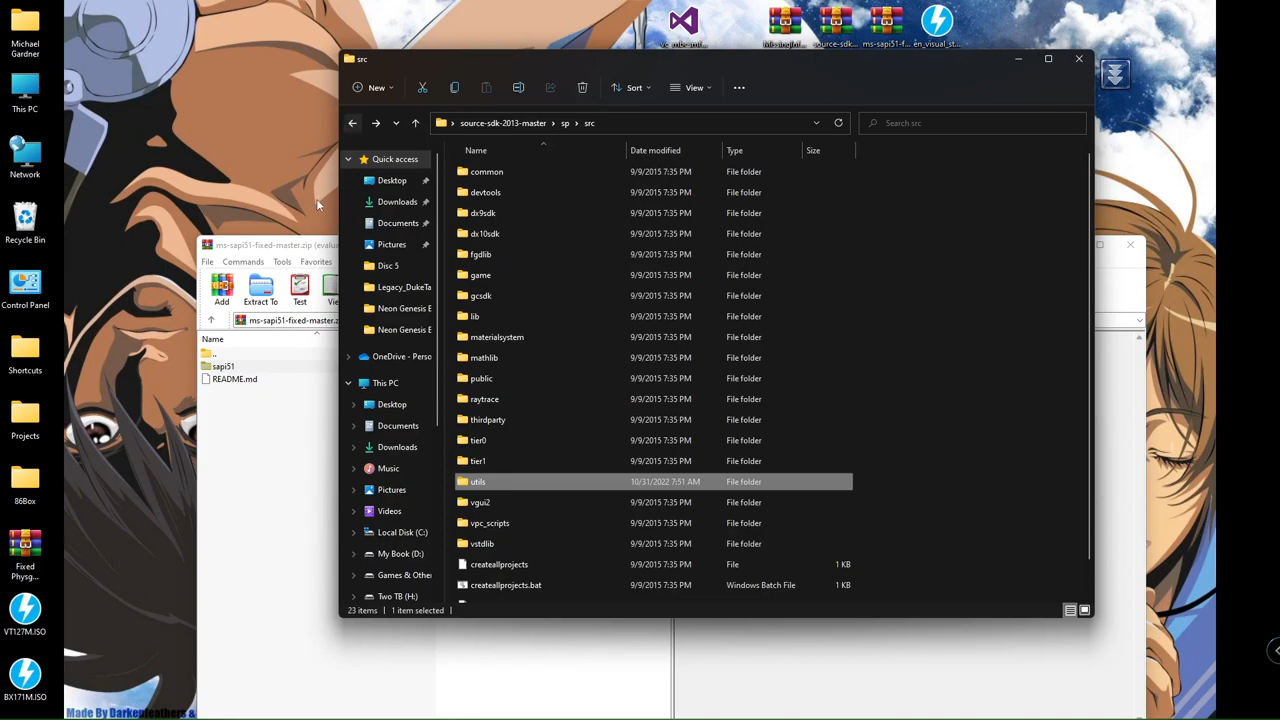 Michael
Gardner
This PC
Network
Recycle Bin
Control Panel
Shortcuts
Projects
86Box
Fixed
Physg...
VT127M.ISO
BX171M.ISO
source-sdk...
ms-sapi51-f...
en_visual_st...
src
New
Sort
View
source-sdk-2013-master > sp > src
Search src
Quick access
Desktop
Downloads
Documents
Pictures
Disc 5
Legacy_DukeTa
Neon Genesis E
Neon Genesis E
OneDrive - Perso
This PC
Desktop
Documents
Downloads
Music
Pictures
Videos
Local Disk (C:)
My Book (D:)
Games & Othe
Two TB (H:)
Name Date modified Type Size
common 9/9/2015 7:35 PM File folder
devtools 9/9/2015 7:35 PM File folder
dx9sdk 9/9/2015 7:35 PM File folder
dx10sdk 9/9/2015 7:35 PM File folder
fgdlib 9/9/2015 7:35 PM File folder
game 9/9/2015 7:35 PM File folder
gcsdk 9/9/2015 7:35 PM File folder
lib 9/9/2015 7:35 PM File folder
materialsystem 9/9/2015 7:35 PM File folder
mathlib 9/9/2015 7:35 PM File folder
public 9/9/2015 7:35 PM File folder
raytrace 9/9/2015 7:35 PM File folder
thirdparty 9/9/2015 7:35 PM File folder
tier0 9/9/2015 7:35 PM File folder
tier1 9/9/2015 7:35 PM File folder
utils 10/31/2022 7:51 AM File folder
vgui2 9/9/2015 7:35 PM File folder
vpc_scripts 9/9/2015 7:35 PM File folder
vstdlib 9/9/2015 7:35 PM File folder
createallprojects 9/9/2015 7:35 PM File 1 KB
createallprojects.bat 9/9/2015 7:35 PM Windows Batch File 1 KB
23 items 1 item selected
ms-sapi51-fixed-master.zip (evalua
File Commands Tools Favorites
Add Extract To Test Vie
ms-sapi51-fixed-master.z
Name
..
sapi51
README.md
Made By Darkenfeathers &